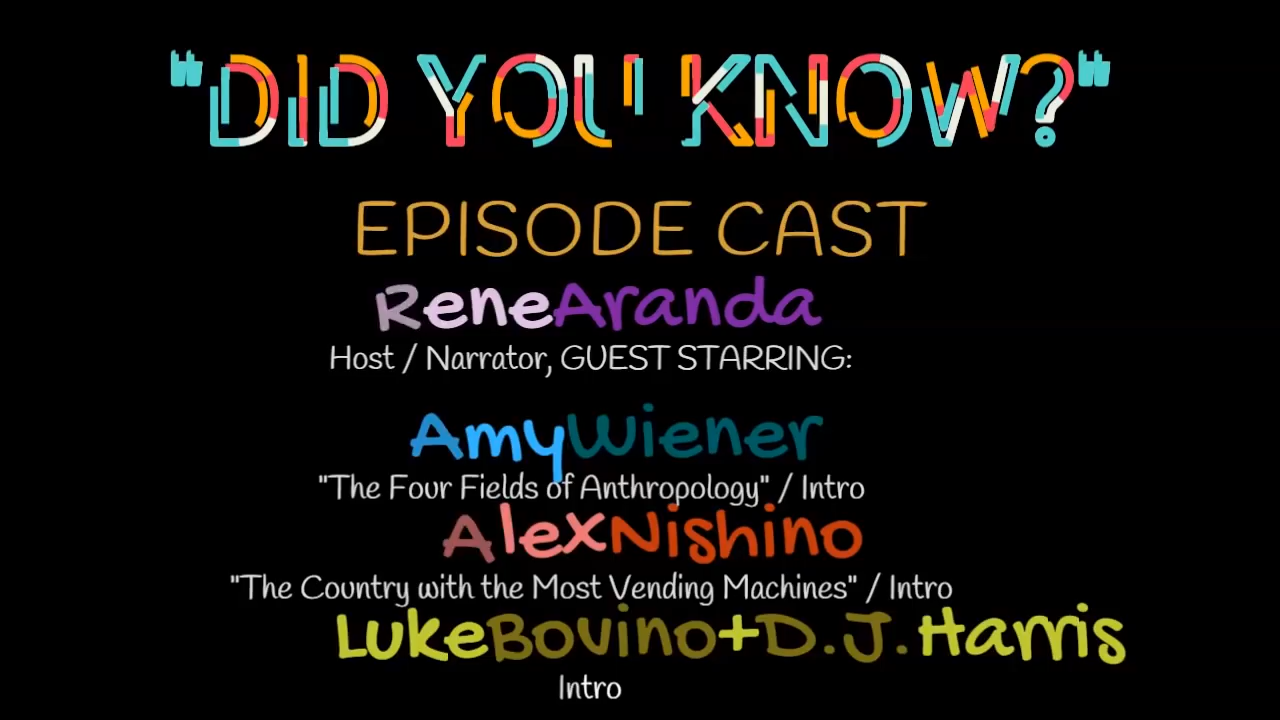 "DID YOU KNOW?"
EPISODE CAST
ReneAranda
Host / Narrator, GUEST STARRING:
AmyWiener
"The Four Fields of Anthropology" / Intro
AlexNishino
"The Country with the Most Vending Machines" / Intro
LukeBovino+D.J.Harris
Intro